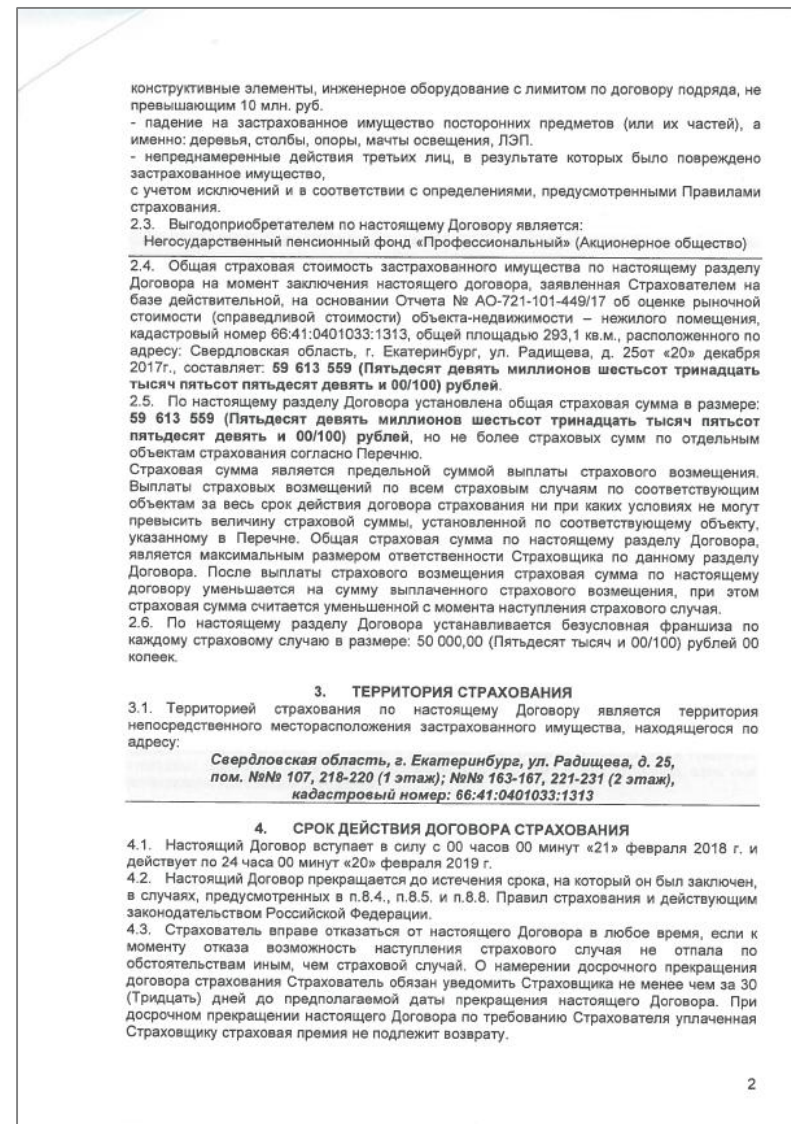 конструктивные элементы, инженерное оборудование с лимитом по договору подряда, не
превышающим 10 млн. руб.
- падение на застрахованное имущество посторонних предметов (или их частей), а
именно: деревья, столбы, опоры, мачты освещения, ЛЭП.
- непреднамеренные действия третьих лиц, в результате которых было повреждено
застрахованное имущество,
с учетом исключений и в соответствии с определениями, предусмотренными Правилами
страхования.
2.3. Выгодоприобретателем по настоящему Договору является:
Негосударственный пенсионный фонд «Профессиональный» (Акционерное общество)
2.4. Общая страховая стоимость застрахованного имущества по настоящему разделу
Договора на момент заключения настоящего договора, заявленная Страхователем на
базе действительной, на основании Отчета № АО-721-101-449/17 об оценке рыночной
стоимости (справедливой стоимости) объекта-недвижимости – нежилого помещения,
кадастровый номер 66:41:0401033:1313, общей площадью 293,1 кв.м., расположенного по
адресу: Свердловская область, г. Екатеринбург, ул. Радищева, д. 25от «20» декабря
2017г., составляет: 59 613 559 (Пятьдесят девять миллионов шестьсот тринадцать
тысяч пятьсот пятьдесят девять и 00/100) рублей.
2.5. По настоящему разделу Договора установлена общая страховая сумма в размере:
59 613 559 (Пятьдесят девять миллионов шестьсот тринадцать тысяч пятьсот
пятьдесят девять и 00/100) рублей, но не более страховых сумм по отдельным
объектам страхования согласно Перечню.
Страховая сумма является предельной суммой выплаты страхового возмещения.
Выплаты страховых возмещений по всем страховым случаям по соответствующим
объектам за весь срок действия договора страхования ни при каких условиях не могут
превысить величину страховой суммы, установленной по соответствующему объекту,
указанному в Перечне. Общая страховая сумма по настоящему разделу Договора,
является максимальным размером ответственности Страховщика по данному разделу
Договора. После выплаты страхового возмещения страховая сумма по настоящему
договору уменьшается на сумму выплаченного страхового возмещения, при этом
страховая сумма считается уменьшенной с момента наступления страхового случая.
2.6. По настоящему разделу Договора устанавливается безусловная франшиза по
каждому страховому случаю в размере: 50 000,00 (Пятьдесят тысяч и 00/100) рублей 00
копеек.
3. ТЕРРИТОРИЯ СТРАХОВАНИЯ
3.1. Территорией страхования по настоящему Договору является территория
непосредственного месторасположения застрахованного имущества, находящегося по
адресу:
Свердловская область, г. Екатеринбург, ул. Радищева, д. 25,
пом. №№ 107, 218-220 (1 этаж); №№ 163-167, 221-231 (2 этаж),
кадастровый номер: 66:41:0401033:1313
4. СРОК ДЕЙСТВИЯ ДОГОВОРА СТРАХОВАНИЯ
4.1. Настоящий Договор вступает в силу с 00 часов 00 минут «21» февраля 2018 г. и
действует по 24 часа 00 минут «20» февраля 2019 г.
4.2. Настоящий Договор прекращается до истечения срока, на который он был заключен,
в случаях, предусмотренных в п.8.4., п.8.5. и п.8.8. Правил страхования и действующим
законодательством Российской Федерации.
4.3. Страхователь вправе отказаться от настоящего Договора в любое время, если к
моменту отказа возможность наступления страхового случая не отпала по
обстоятельствам иным, чем страховой случай. О намерении досрочного прекращения
договора страхования Страхователь обязан уведомить Страховщика не менее чем за 30
(Тридцать) дней до предполагаемой даты прекращения настоящего Договора. При
досрочном прекращении настоящего Договора по требованию Страхователя уплаченная
Страховщику страховая премия не подлежит возврату.
2